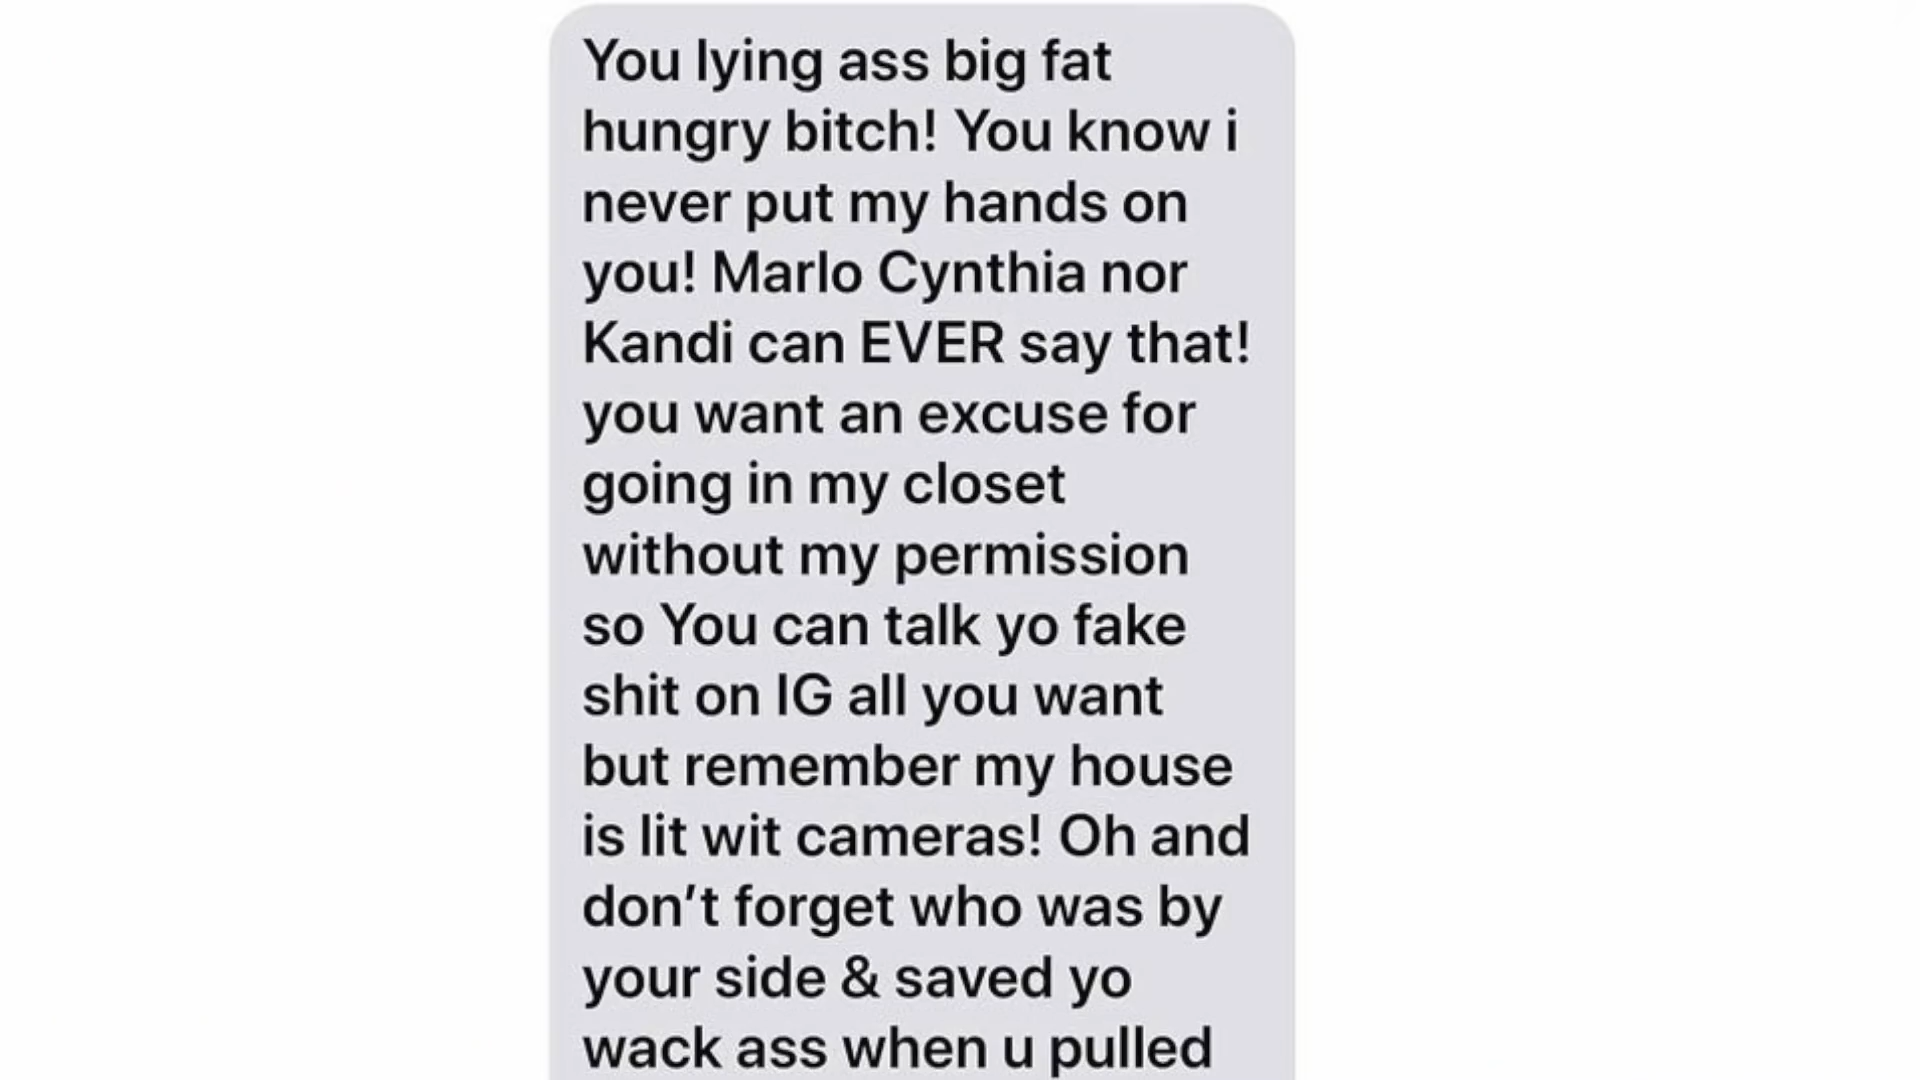 You lying ass big fat
hungry bitch! You know i
never put my hands on
you! Marlo Cynthia nor
Kandi can EVER say that!
you want an excuse for
going in my closet
without my permission
so You can talk yo fake
shit on IG all you want
but remember my house
is lit wit cameras! Oh and
don’t forget who was by
your side & saved yo
wack ass when u pulled